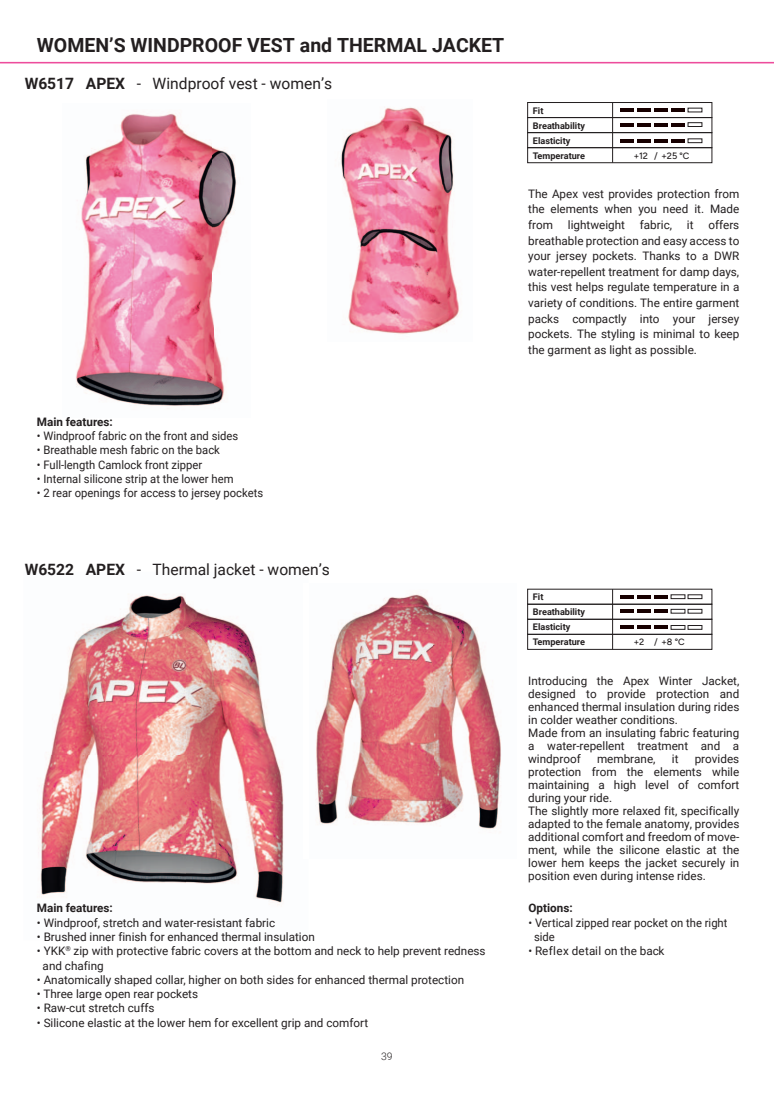 WOMEN'S WINDPROOF VEST and THERMAL JACKET
W6517 APEX - Windproof vest - women's
APEX
APEX
Fit
Breathability
Elasticity
Temperature +12 / +25 °C
The Apex vest provides protection from
the elements when you need it. Made
from lightweight fabric, it offers
breathable protection and easy access to
your jersey pockets. Thanks to a DWR
water-repellent treatment for damp days,
this vest helps regulate temperature in a
variety of conditions. The entire garment
packs compactly into your jersey
pockets. The styling is minimal to keep
the garment as light as possible.
Main features:
• Windproof fabric on the front and sides
• Breathable mesh fabric on the back
• Full-length Camlock front zipper
• Internal silicone strip at the lower hem
• 2 rear openings for access to jersey pockets
W6522 APEX - Thermal jacket - women's
APEX
APEX
Fit
Breathability
Elasticity
Temperature +2 / +8 °C
Introducing the Apex Winter Jacket,
designed to provide protection and
enhanced thermal insulation during rides
in colder weather conditions.
Made from an insulating fabric featuring
a water-repellent treatment and a
windproof membrane, it provides
protection from the elements while
maintaining a high level of comfort
during your ride.
The slightly more relaxed fit, specifically
adapted to the female anatomy, provides
additional comfort and freedom of move-
ment, while the silicone elastic at the
lower hem keeps the jacket securely in
position even during intense rides.
Main features:
• Windproof, stretch and water-resistant fabric
• Brushed inner finish for enhanced thermal insulation
• YKK® zip with protective fabric covers at the bottom and neck to help prevent redness
and chafing
• Anatomically shaped collar, higher on both sides for enhanced thermal protection
• Three large open rear pockets
• Raw-cut stretch cuffs
• Silicone elastic at the lower hem for excellent grip and comfort
Options:
• Vertical zipped rear pocket on the right
side
• Reflex detail on the back
39